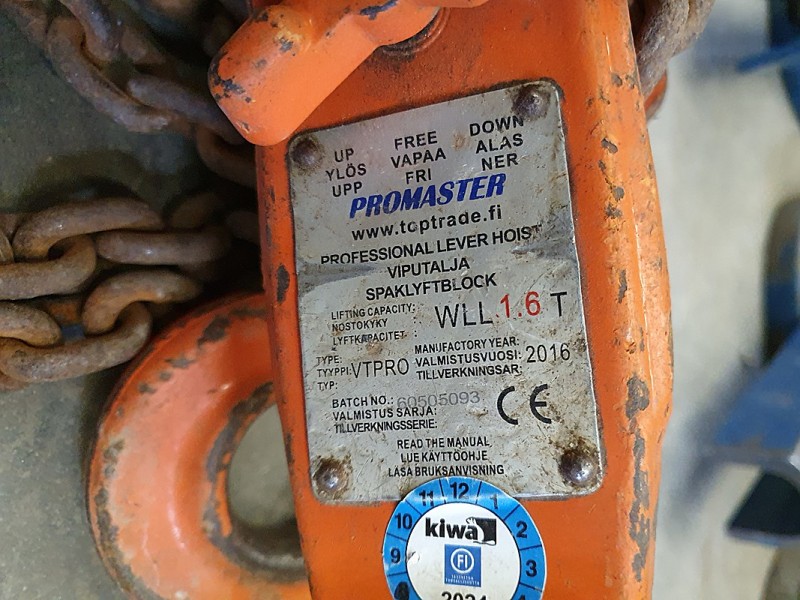 UP FREE DOWN
YLÖS VAPAA ALAS
UPP FRI NER
PROMASTER
www.toptrade.fi
PROFESSIONAL LEVER HOIST
VIPUTALJA
SPAKLYFTBLOCK
LIFTING CAPACITY:
NOSTOKYKY :
LYFTKAPACITET :
WLL 1.6 T
TYPE:
TYYPPI: VTPRO
TYP:
MANUFACTORY YEAR:
VALMISTUSVUOSI: 2016
TILLVERKNINGSAR:
BATCH NO.: 60505093
VALMISTUS SARJA:
TILLVERKNINGSSERIE:
CE
READ THE MANUAL
LUE KÄYTTÖOHJE
LÄSA BRUKSANVISNING
11 12 1
10 2
9 3
kiwa
FI